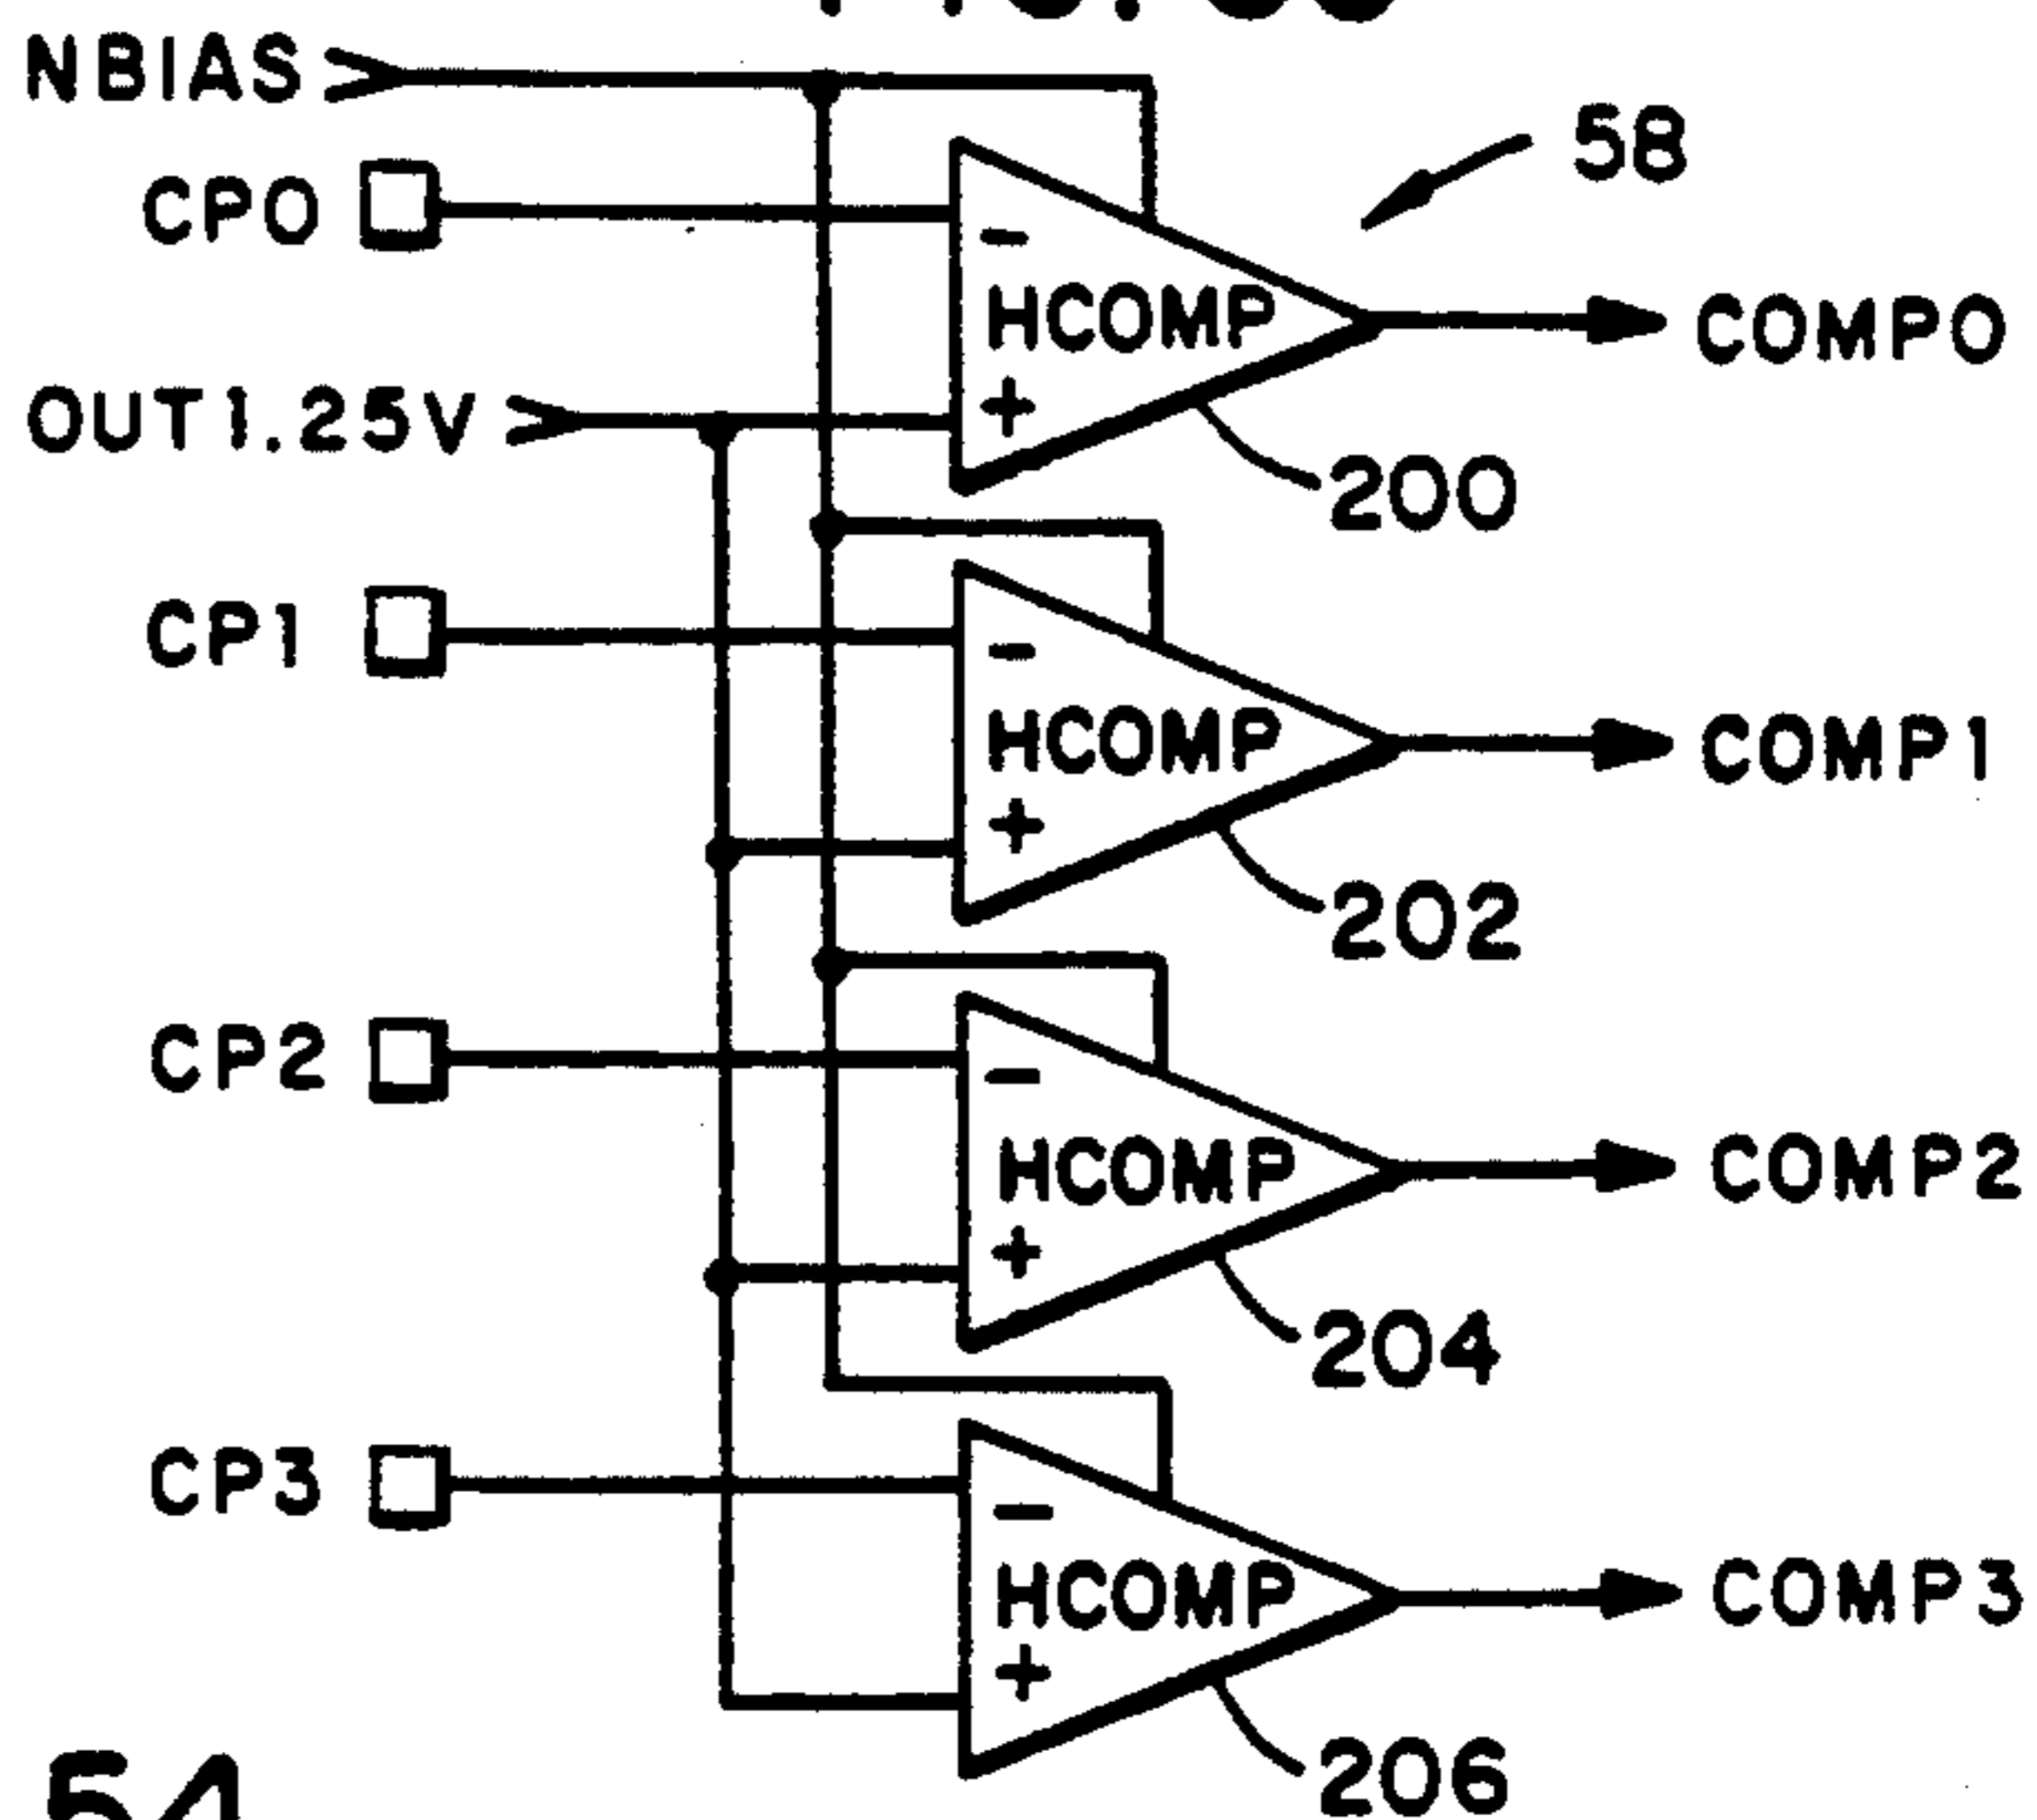 NBIAS
58
CP0
-
HCOMP
+
COMP0
OUT1.25V
200
CP1
-
HCOMP
+
COMP1
202
CP2
-
HCOMP
+
COMP2
204
CP3
-
HCOMP
+
COMP3
206